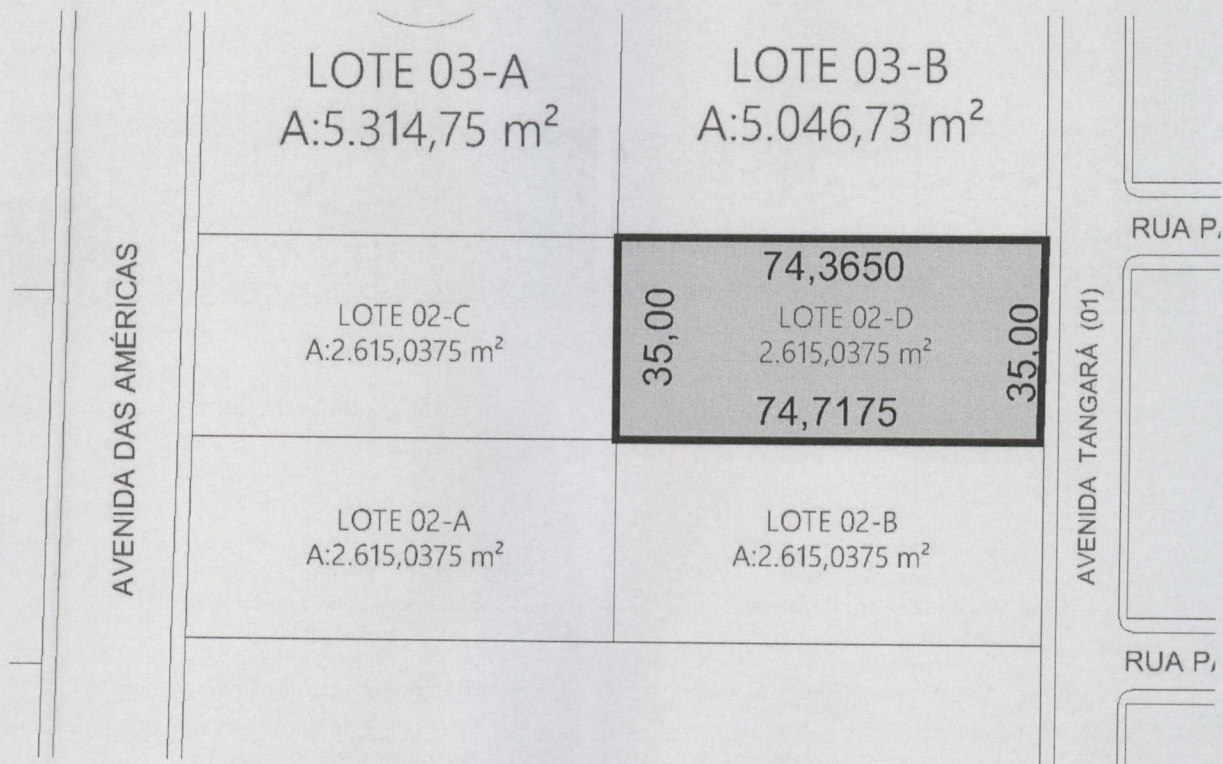 LOTE 03-A
A:5.314,75 m²
LOTE 03-B
A:5.046,73 m²
RUA PA
AVENIDA DAS AMÉRICAS
LOTE 02-C
A:2.615,0375 m²
74,3650
35,00
LOTE 02-D
2.615,0375 m²
35,00
74,7175
AVENIDA TANGARÁ (01)
LOTE 02-A
A:2.615,0375 m²
LOTE 02-B
A:2.615,0375 m²
RUA PA